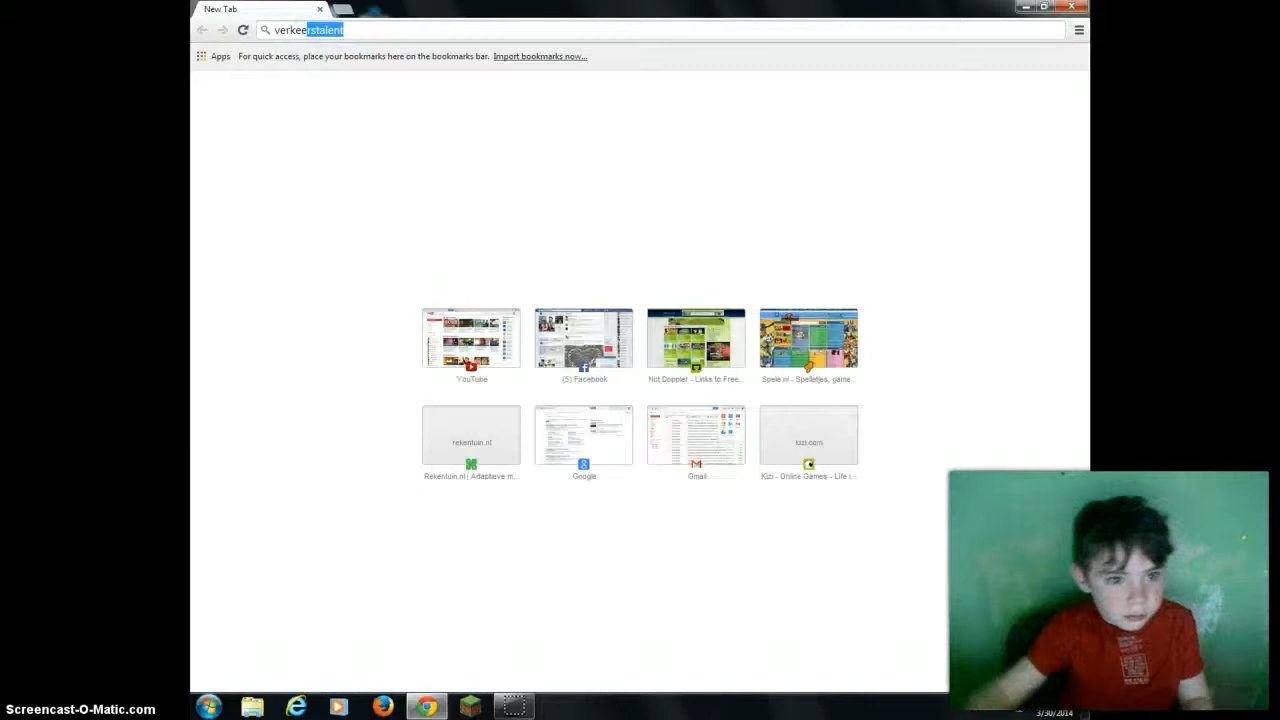 New Tab
verkeerstalent
Apps For quick access, place your bookmarks here on the bookmarks bar. Import bookmarks now...
YouTube
(5) Facebook
Not Doppler - Links to Free...
Spele.nl - Spelletjes, game...
rekentuin.nl
kizi.com
Rekentuin.nl | Adaptieve m...
Google
Gmail
Kizi - Online Games - Life i...
Screencast-O-Matic.com
3/30/2014